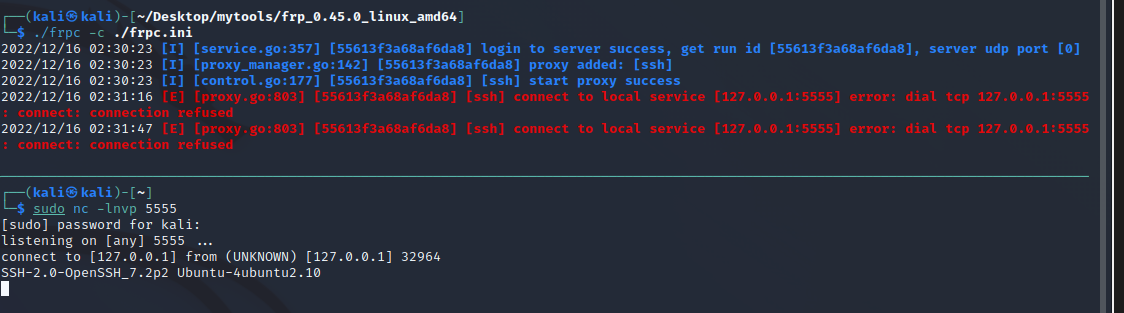 ┌──(kali㉿kali)-[~/Desktop/mytools/frp_0.45.0_linux_amd64]
└─$ ./frpc -c ./frpc.ini
2022/12/16 02:30:23 [I] [service.go:357] [55613f3a68af6da8] login to server success, get run id [55613f3a68af6da8], server udp port [0]
2022/12/16 02:30:23 [I] [proxy_manager.go:142] [55613f3a68af6da8] proxy added: [ssh]
2022/12/16 02:30:23 [I] [control.go:177] [55613f3a68af6da8] [ssh] start proxy success
2022/12/16 02:31:16 [E] [proxy.go:803] [55613f3a68af6da8] [ssh] connect to local service [127.0.0.1:5555] error: dial tcp 127.0.0.1:5555
: connect: connection refused
2022/12/16 02:31:47 [E] [proxy.go:803] [55613f3a68af6da8] [ssh] connect to local service [127.0.0.1:5555] error: dial tcp 127.0.0.1:5555
: connect: connection refused
┌──(kali㉿kali)-[~]
└─$ sudo nc -lnvp 5555
[sudo] password for kali:
listening on [any] 5555 ...
connect to [127.0.0.1] from (UNKNOWN) [127.0.0.1] 32964
SSH-2.0-OpenSSH_7.2p2 Ubuntu-4ubuntu2.10